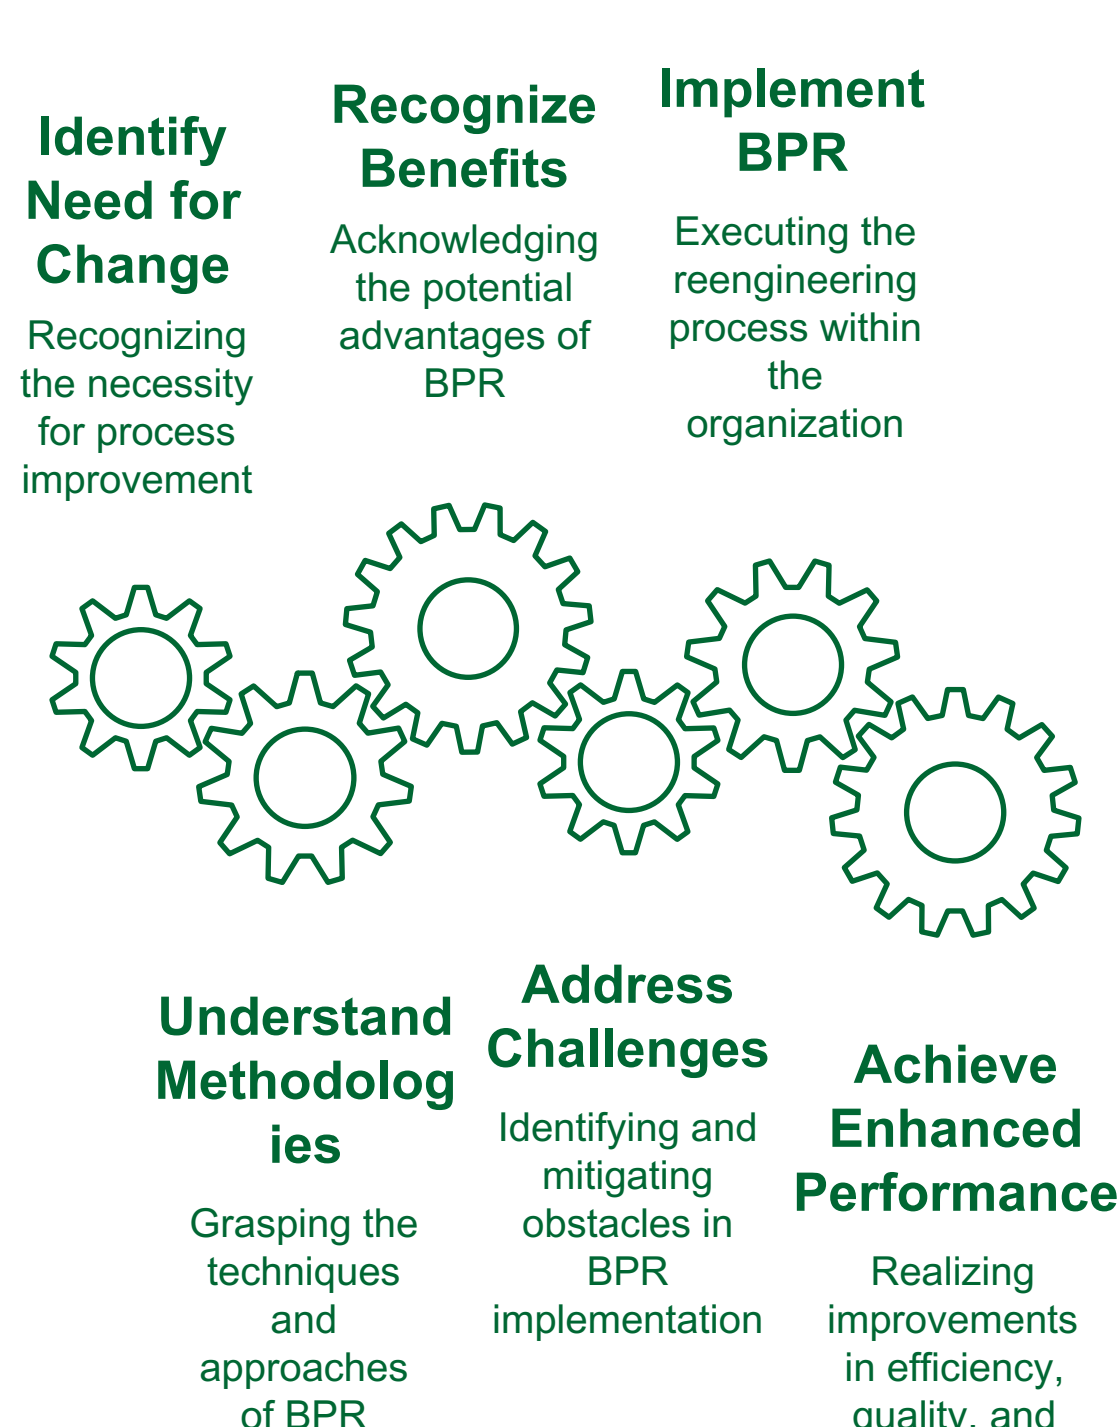 Identify
Need for
Change
Recognizing
the necessity
for process
improvement
Recognize
Benefits
Acknowledging
the potential
advantages of
BPR
Implement
BPR
Executing the
reengineering
process within
the
organization
Understand
Methodolog
ies
Grasping the
techniques
and
approaches
of BPR
Address
Challenges
Identifying and
mitigating
obstacles in
BPR
implementation
Achieve
Enhanced
Performance
Realizing
improvements
in efficiency,
quality, and